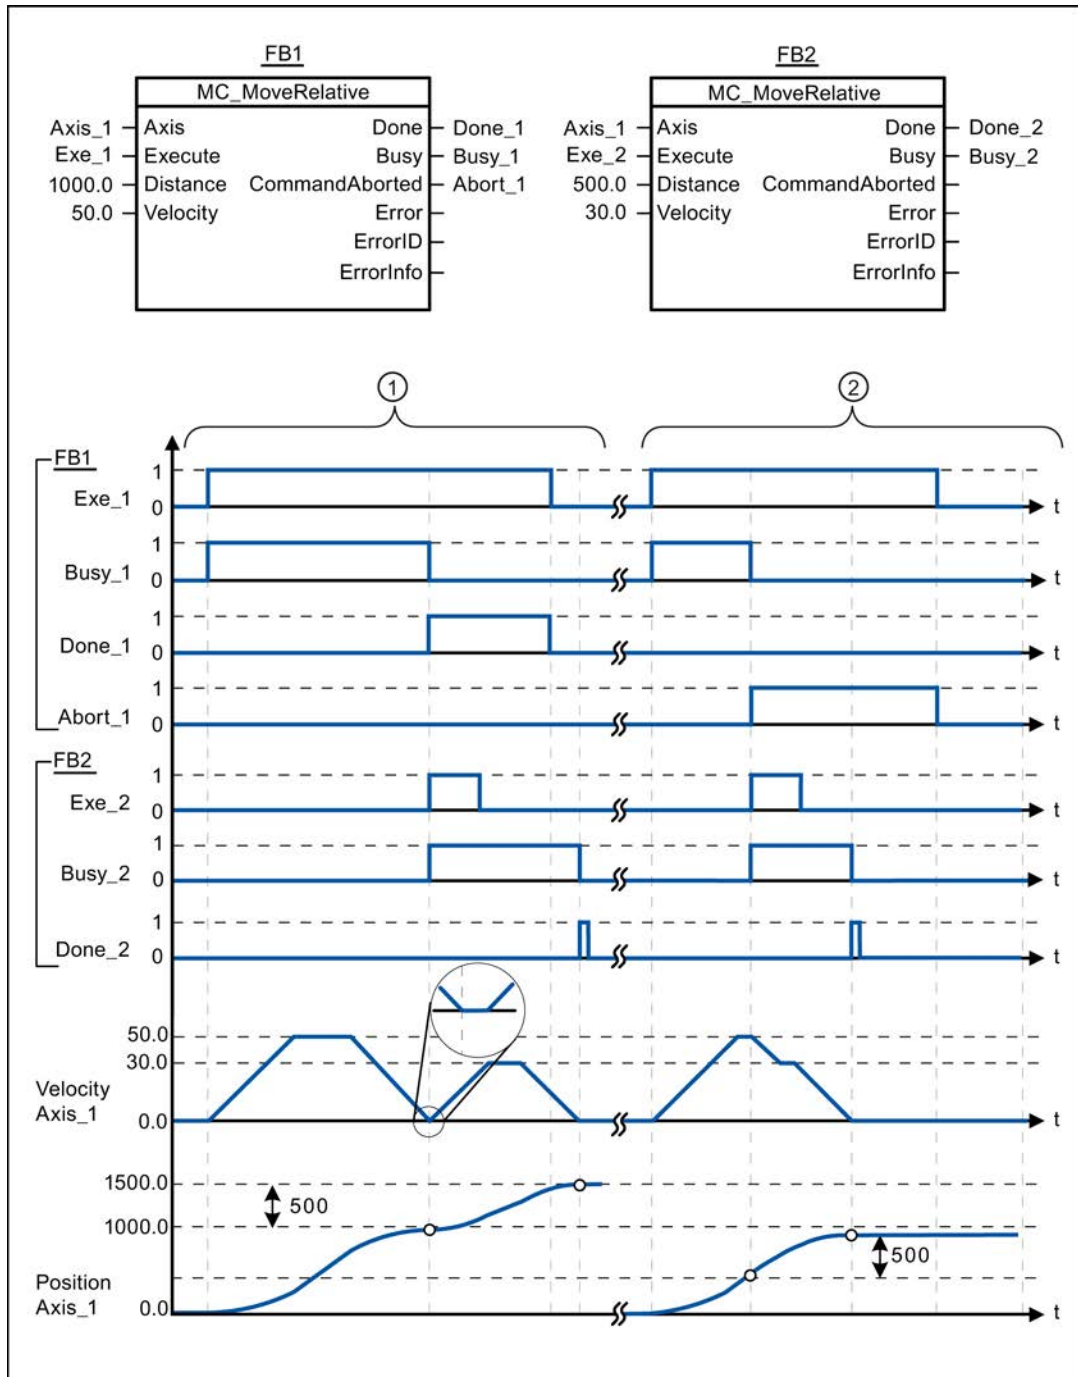 FB1 FB2
MC_MoveRelative MC_MoveRelative
Axis_1 Axis Done Done_1 Axis_1 Axis Done Done_2
Exe_1 Execute Busy Busy_1 Exe_2 Execute Busy Busy_2
1000.0 Distance CommandAborted Abort_1 500.0 Distance CommandAborted
50.0 Velocity Error 30.0 Velocity Error
ErrorID ErrorID
ErrorInfo ErrorInfo
1 2
FB1
1
Exe_1 0 t
1
Busy_1 0 t
1
Done_1 0 t
1
Abort_1 0 t
FB2
1
Exe_2 0 t
1
Busy_2 0 t
1
Done_2 0 t
50.0
30.0
Velocity
Axis_1 0.0 t
1500.0
500
1000.0
500
Position
Axis_1 0.0 t